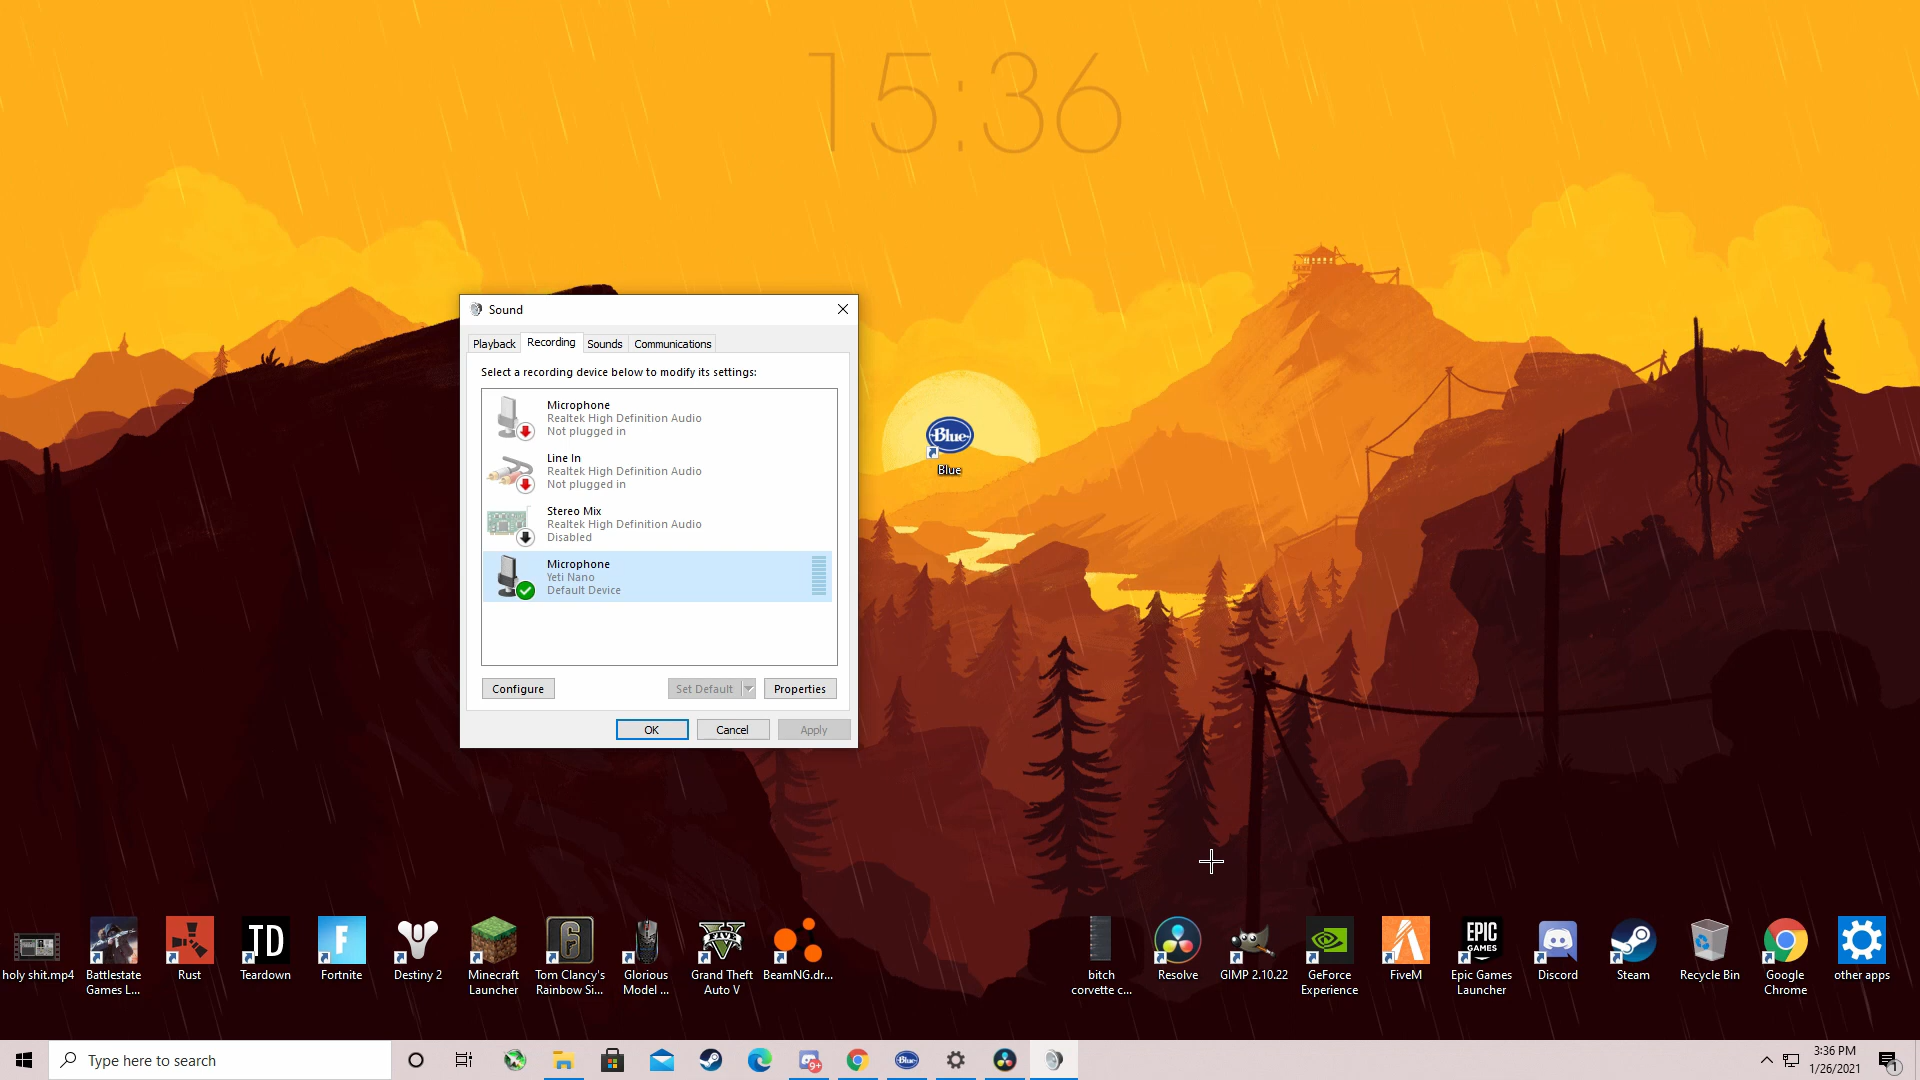 15:36
Sound
Playback
Recording
Sounds
Communications
Select a recording device below to modify its settings:
Microphone
Realtek High Definition Audio
Not plugged in
Line In
Realtek High Definition Audio
Not plugged in
Stereo Mix
Realtek High Definition Audio
Disabled
Microphone
Yeti Nano
Default Device
Configure
Set Default
Properties
OK
Cancel
Apply
Blue
Blue
holy shit.mp4
Battlestate
Games L...
Rust
TD
Teardown
F
Fortnite
Destiny 2
Minecraft
Launcher
6
Tom Clancy's
Rainbow Si...
Glorious
Model ...
V
Grand Theft
Auto V
BeamNG.dr...
bitch
corvette c...
Resolve
GIMP 2.10.22
GeForce
Experience
FiveM
EPIC
GAMES
Epic Games
Launcher
Discord
Steam
Recycle Bin
Google
Chrome
other apps
Type here to search
9+
Blue
3:36 PM
1/26/2021
1